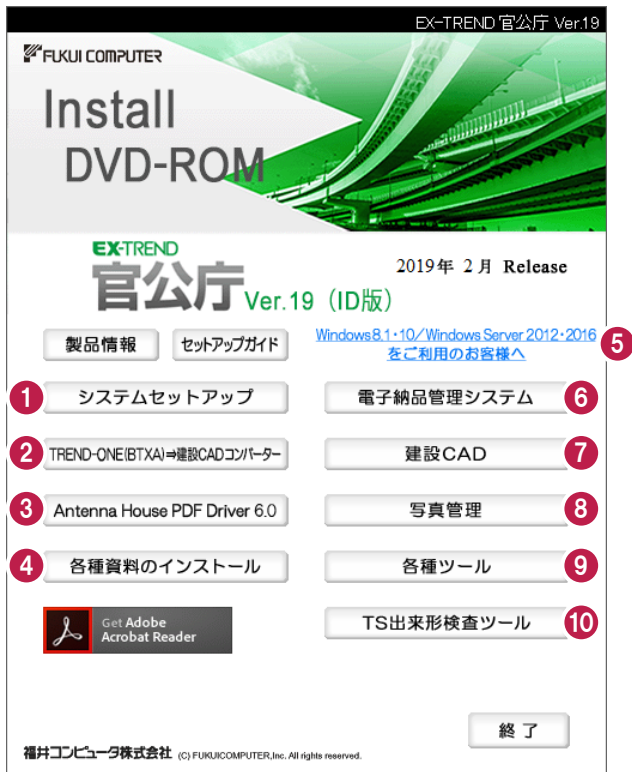 EX-TREND 官公庁 Ver.19
FUKUI COMPUTER
Install
DVD-ROM
EX-TREND
官公庁 Ver.19 (ID版)
2019年 2月 Release
製品情報
セットアップガイド
Windows8.1・10/Windows Server 2012・2016
をご利用のお客様へ
5
1 システムセットアップ
電子納品管理システム 6
2 TREND-ONE(BTXA)⇒建設CADコンバーター
建設CAD 7
3 Antenna House PDF Driver 6.0
写真管理 8
4 各種資料のインストール
各種ツール 9
Get Adobe
Acrobat Reader
TS出来形検査ツール 10
終了
福井コンピュータ株式会社 (C) FUKUICOMPUTER,Inc. All rights reserved.